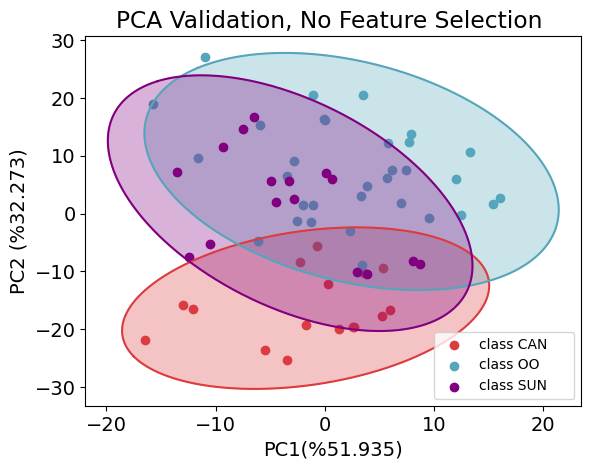 PCA Validation, No Feature Selection
30
20
10
0
−10
−20
−30
PC2 (%32.273)
−20
−10
0
10
20
PC1(%51.935)
class CAN
class OO
class SUN